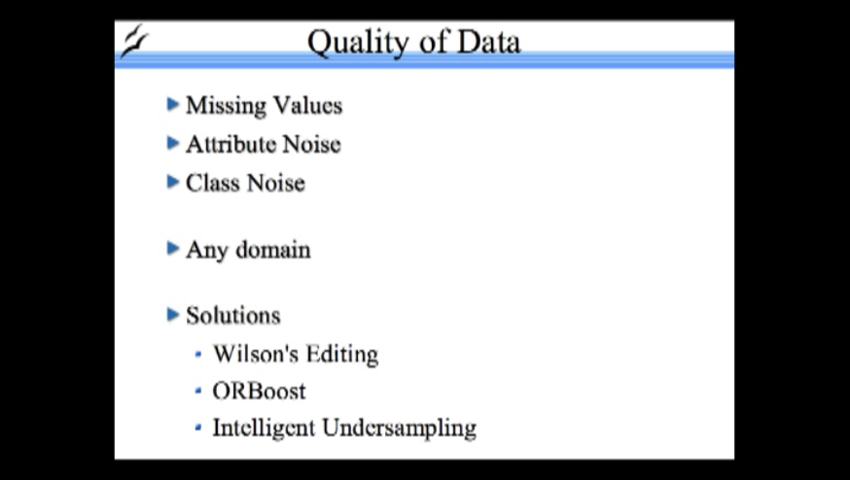 Quality of Data
Missing Values
Attribute Noise
Class Noise
Any domain
Solutions
Wilson's Editing
ORBoost
Intelligent Undersampling